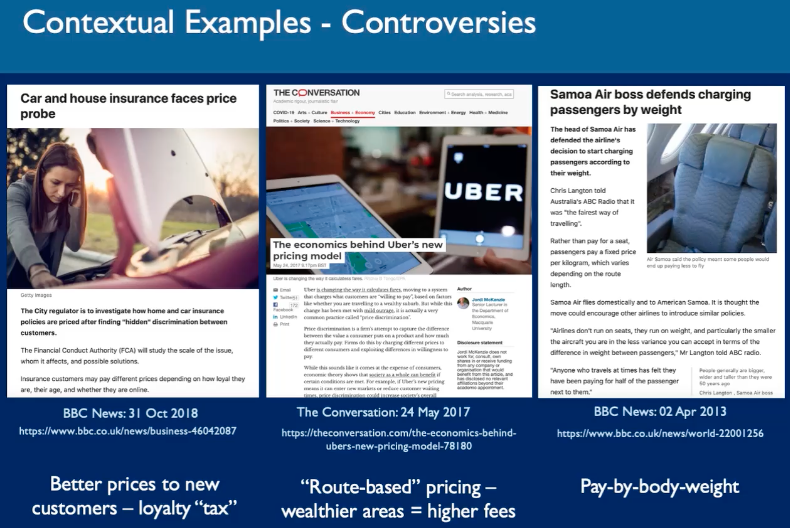 Contextual Examples - Controversies
Car and house insurance faces price
probe
Getty Images
The City regulator is to investigate how home and car insurance
policies are priced after finding "hidden" discrimination between
customers.
The Financial Conduct Authority (FCA) will study the scale of the issue,
whom it affects, and possible solutions.
Insurance customers may pay different prices depending on how loyal they
are, their age, and whether they are online.
BBC News: 31 Oct 2018
https://www.bbc.co.uk/news/business-46042087
Better prices to new
customers – loyalty “tax”
THE CONVERSATION
Academic rigour, journalistic flair
Search analysis, research, aca
COVID-19 Arts + Culture Business + Economy Cities Education Environment + Energy Health + Medicine
Politics + Society Science + Technology
UBER
The economics behind Uber’s new
pricing model
May 24, 2017 6.17pm BST
Uber is changing the way it calculates fares.
Email
Twitter
Facebook
LinkedIn
Print
Uber is changing the way it calculates fares, moving to a system
that charges what customers are “willing to pay”, based on factors
like whether you are travelling to a wealthy suburb. But while this
change has been met with mild outrage, it is actually a very
common practice called “price discrimination”.
Price discrimination is a firm’s attempt to capture the difference
between the value a consumer puts on a product and how much
they actually pay. Firms do this by charging different prices to
different consumers and exploiting differences in willingness to
pay.
While this sounds like it comes at the expense of consumers,
economic theory shows that society as a whole can benefit if
certain conditions are met. For example, if Uber’s new pricing
means it can enter new markets or reduce customers' waiting
times, price discrimination could increase society's overall
Author
Jordi McKenzie
Senior Lecturer in
the Department of
Economics,
Macquarie
University
Disclosure statement
Jordi McKenzie does not
work for, consult, own
shares in or receive
funding from any
company or organisation
that would
benefit from this article,
and has disclosed no relevant
affiliations beyond their
academic appointment.
The Conversation: 24 May 2017
https://theconversation.com/the-economics-behind-
ubers-new-pricing-model-78180
“Route-based” pricing –
wealthier areas = higher fees
Samoa Air boss defends charging
passengers by weight
The head of Samoa Air has
defended the airline's
decision to start charging
passengers according to
their weight.
Chris Langton told
Australia's ABC Radio that it
was "the fairest way of
travelling".
Rather than pay for a seat,
passengers pay a fixed price
per kilogram, which varies
depending on the route
length.
Air Samoa said the policy meant some people would
end up paying less to fly
Samoa Air flies domestically and to American Samoa. It is thought the
move could encourage other airlines to introduce similar policies.
"Airlines don't run on seats, they run on weight, and particularly the smaller
the aircraft you are in the less variance you can accept in terms of the
difference in weight between passengers," Mr Langton told ABC radio.
"Anyone who travels at times has felt they
have been paying for half of the passenger
next to them."
People generally are bigger,
wider and taller than they were
50 years ago
Chris Langton , Samoa Air boss
BBC News: 02 Apr 2013
https://www.bbc.co.uk/news/world-22001256
Pay-by-body-weight